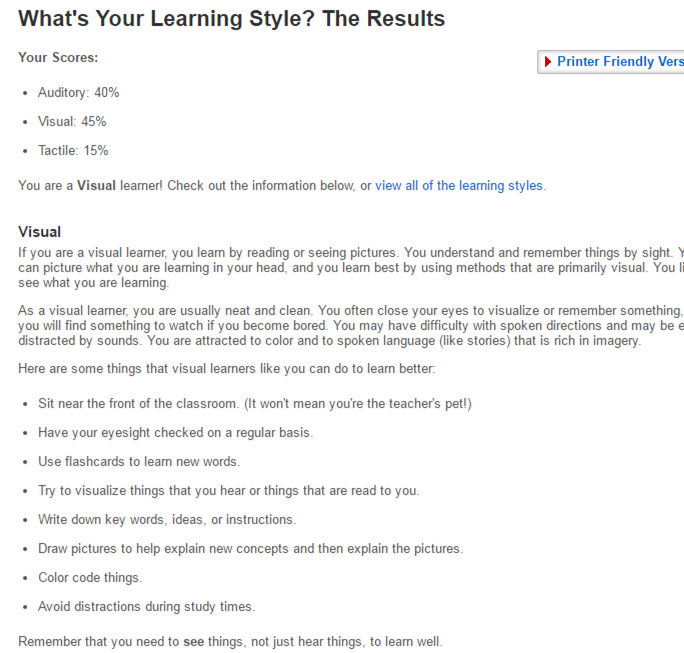 What's Your Learning Style? The Results
Your Scores:
Printer Friendly Vers
Auditory: 40%
Visual: 45%
Tactile: 15%
You are a Visual learner! Check out the information below, or view all of the learning styles.
Visual
If you are a visual learner, you learn by reading or seeing pictures. You understand and remember things by sight. Y
can picture what you are learning in your head, and you learn best by using methods that are primarily visual. You li
see what you are learning.
As a visual learner, you are usually neat and clean. You often close your eyes to visualize or remember something,
you will find something to watch if you become bored. You may have difficulty with spoken directions and may be e
distracted by sounds. You are attracted to color and to spoken language (like stories) that is rich in imagery.
Here are some things that visual learners like you can do to learn better:
Sit near the front of the classroom. (It won't mean you're the teacher's pet!)
Have your eyesight checked on a regular basis.
Use flashcards to learn new words.
Try to visualize things that you hear or things that are read to you.
Write down key words, ideas, or instructions.
Draw pictures to help explain new concepts and then explain the pictures.
Color code things.
Avoid distractions during study times.
Remember that you need to see things, not just hear things, to learn well.